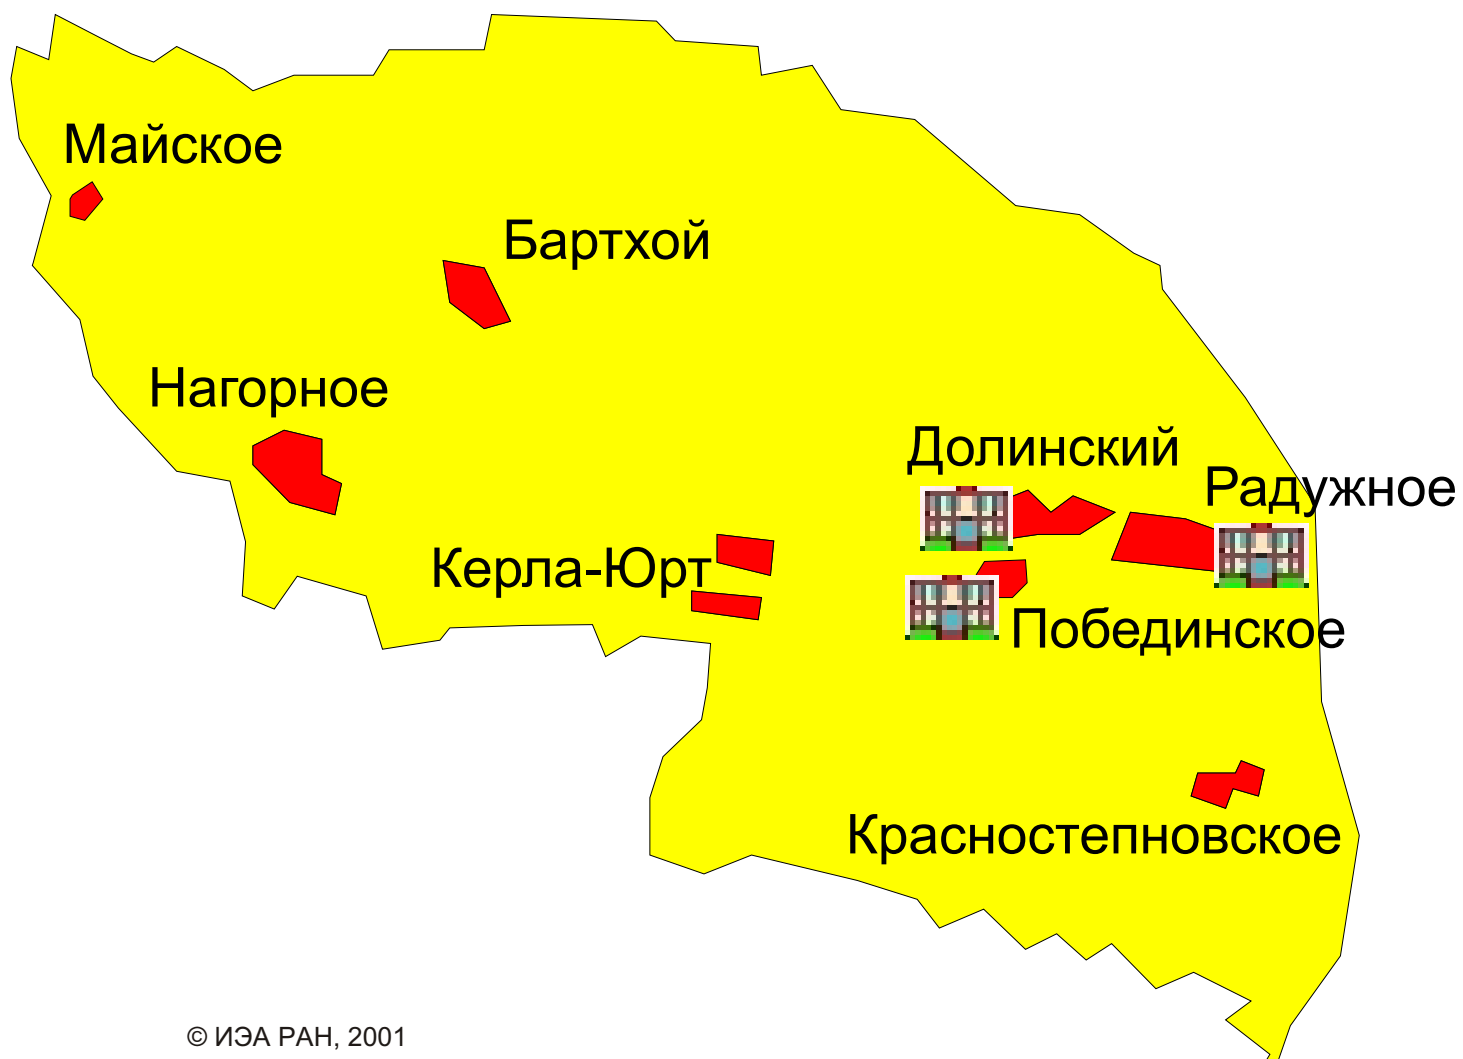 Майское
Бартхой
Нагорное
Долинский
Радужное
Керла-Юрт
Побединское
Красностепновское
© ИЭА РАН, 2001